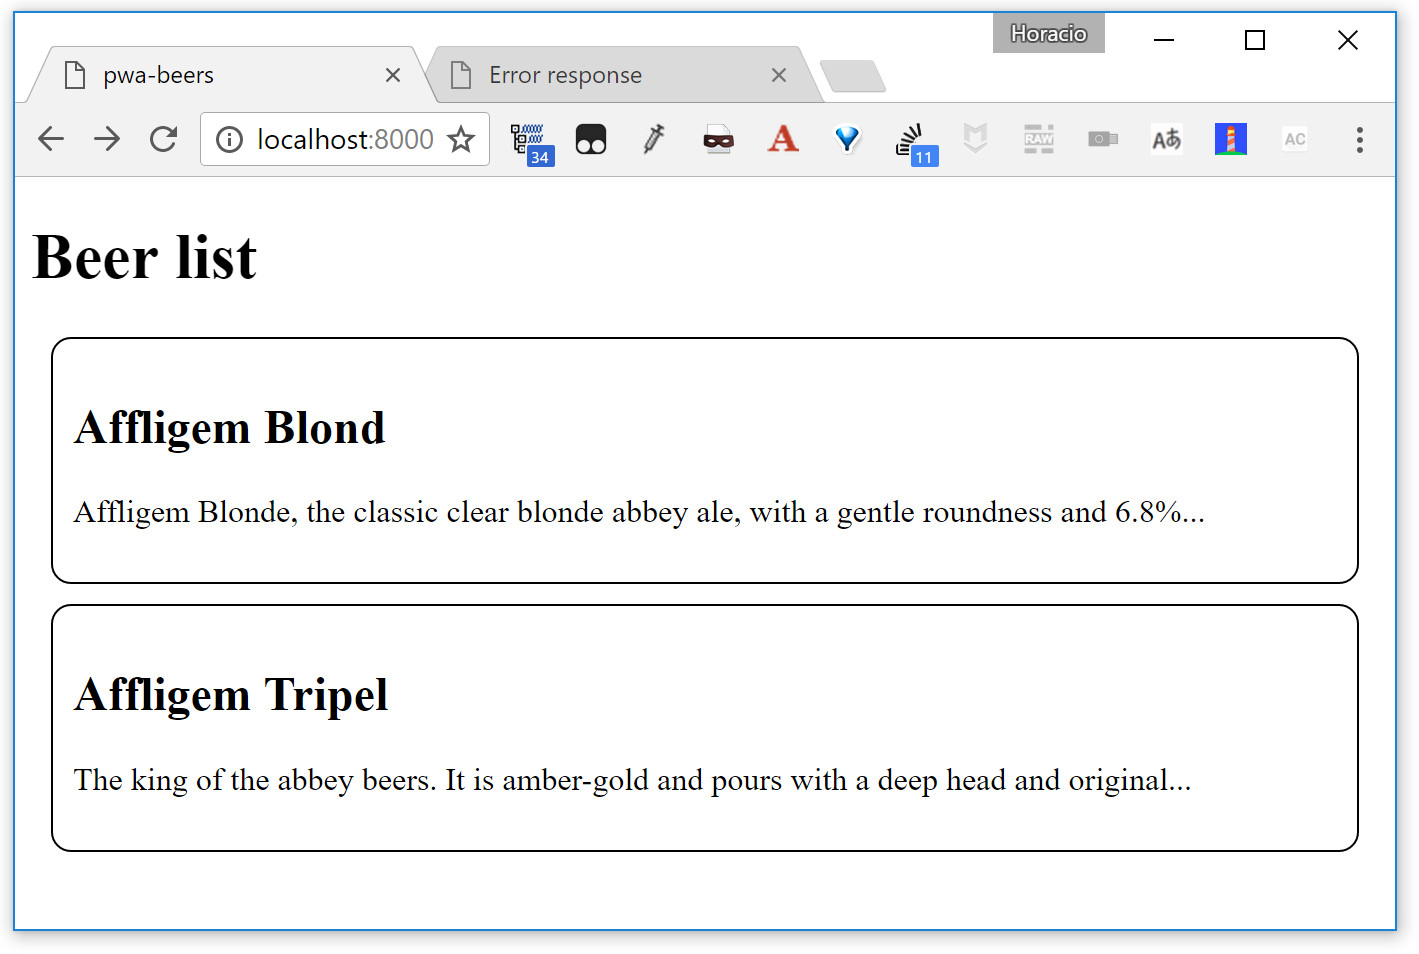 Horacio
pwa-beers
Error response
localhost:8000
34
A
11
RAW
Aあ
AC
Beer list
Affligem Blond
Affligem Blonde, the classic clear blonde abbey ale, with a gentle roundness and 6.8%...
Affligem Tripel
The king of the abbey beers. It is amber-gold and pours with a deep head and original...